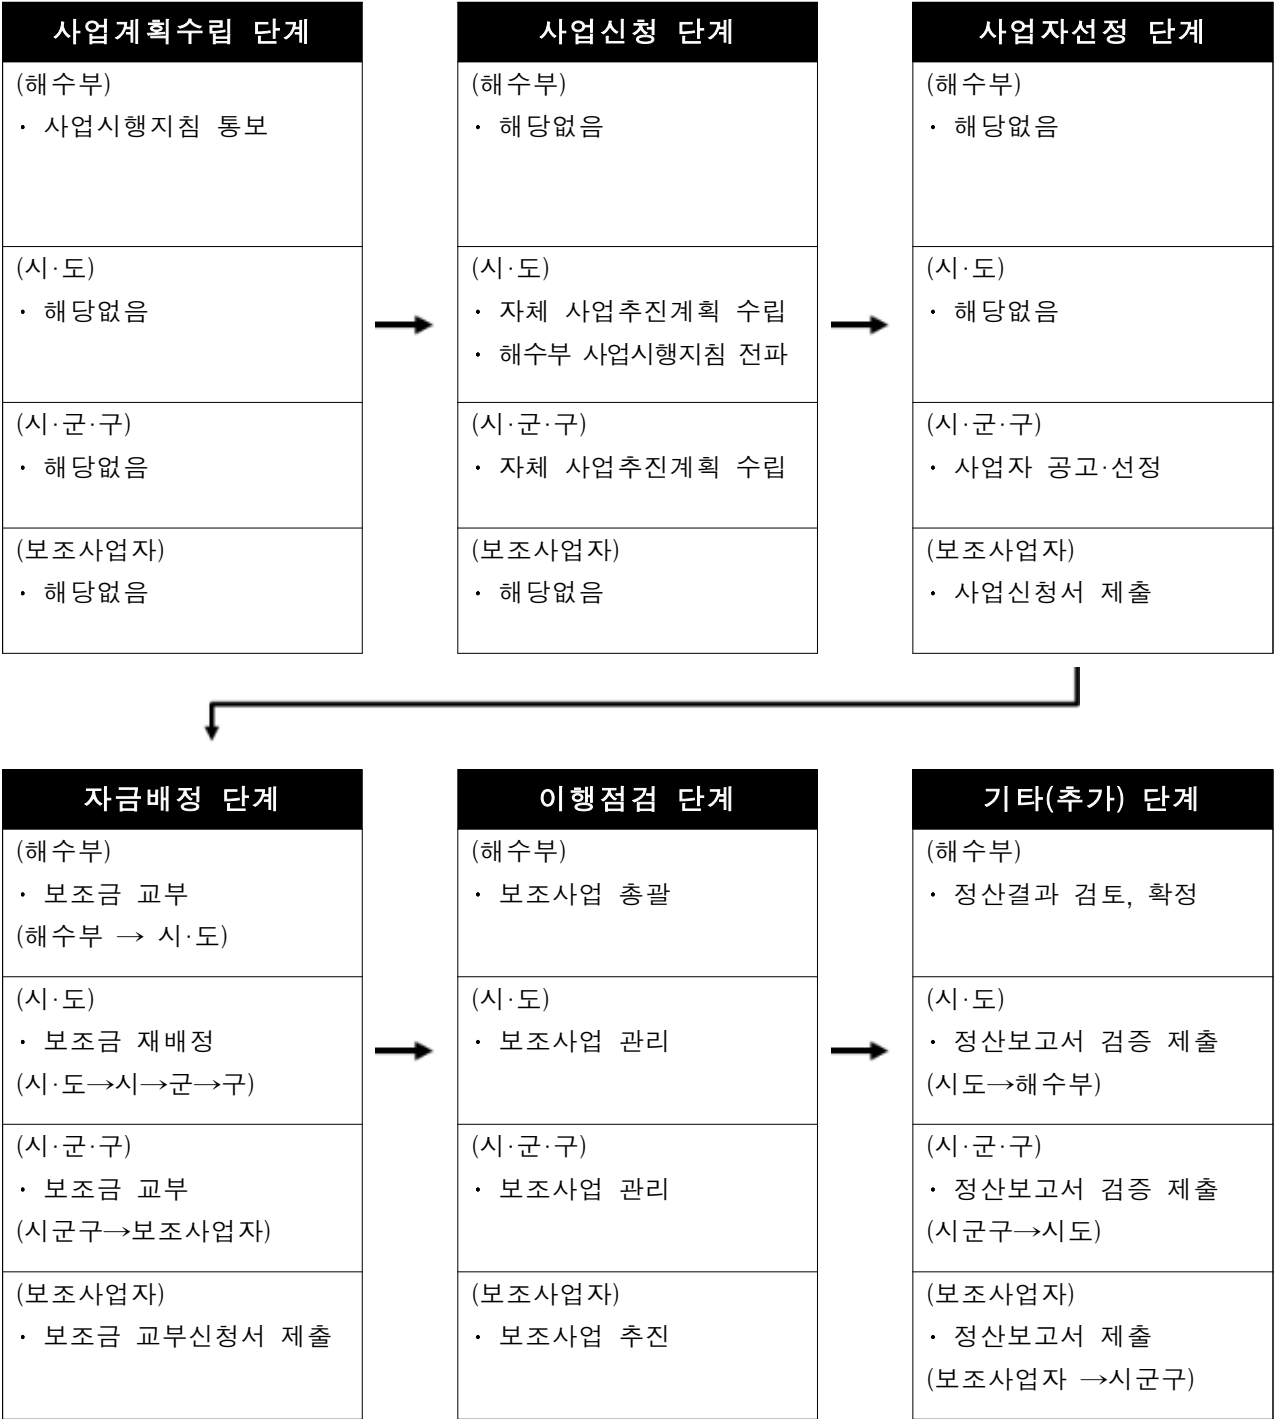 사업계획수립 단계
(해수부)
· 사업시행지침 통보
(시·도)
· 해당없음
(시·군·구)
· 해당없음
(보조사업자)
· 해당없음
사업신청 단계
(해수부)
· 해당없음
(시·도)
· 자체 사업추진계획 수립
· 해수부 사업시행지침 전파
(시·군·구)
· 자체 사업추진계획 수립
(보조사업자)
· 해당없음
사업자선정 단계
(해수부)
· 해당없음
(시·도)
· 해당없음
(시·군·구)
· 사업자 공고·선정
(보조사업자)
· 사업신청서 제출
자금배정 단계
(해수부)
· 보조금 교부
(해수부 → 시·도)
(시·도)
· 보조금 재배정
(시·도→시→군→구)
(시·군·구)
· 보조금 교부
(시군구→보조사업자)
(보조사업자)
· 보조금 교부신청서 제출
이행점검 단계
(해수부)
· 보조사업 총괄
(시·도)
· 보조사업 관리
(시·군·구)
· 보조사업 관리
(보조사업자)
· 보조사업 추진
기타(추가) 단계
(해수부)
· 정산결과 검토, 확정
(시·도)
· 정산보고서 검증 제출
(시도→해수부)
(시·군·구)
· 정산보고서 검증 제출
(시군구→시도)
(보조사업자)
· 정산보고서 제출
(보조사업자 →시군구)